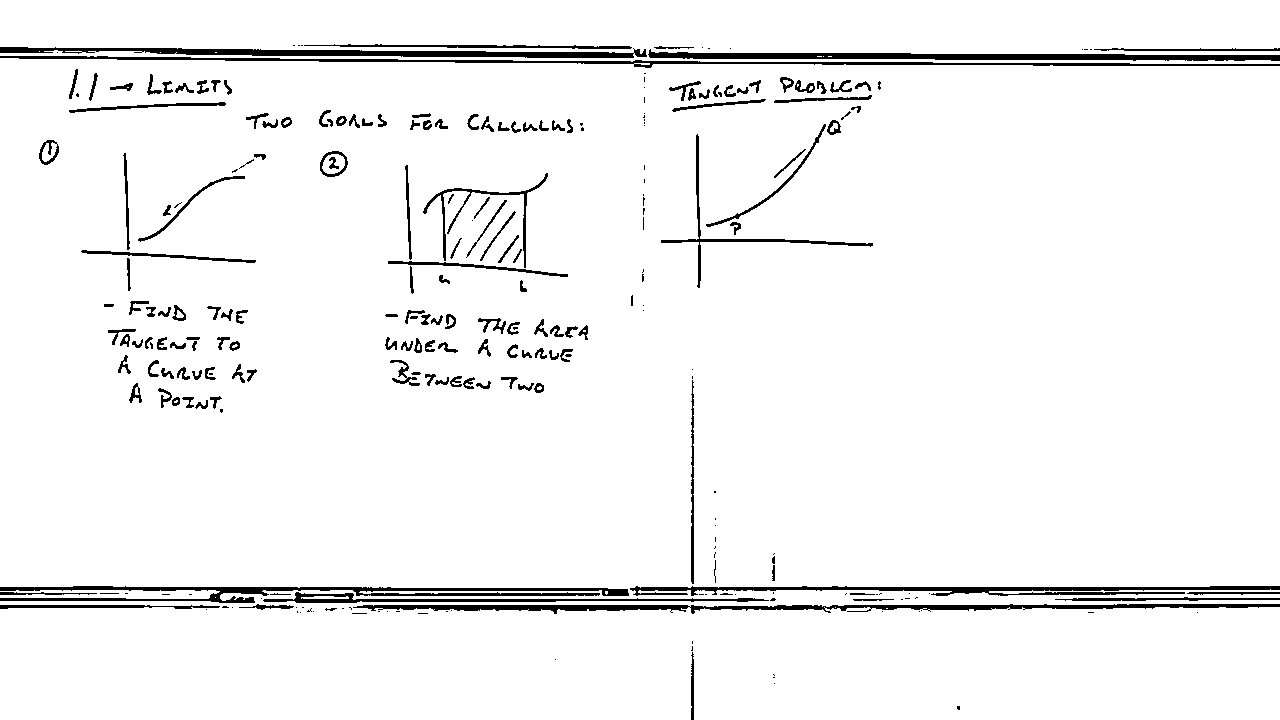 1.1 → LIMITS
TWO GOALS FOR CALCULUS:
①
- FIND THE
TANGENT TO
A CURVE AT
A POINT.
②
a b
- FIND THE AREA
UNDER A CURVE
BETWEEN TWO
TANGENT PROBLEM:
Q
P